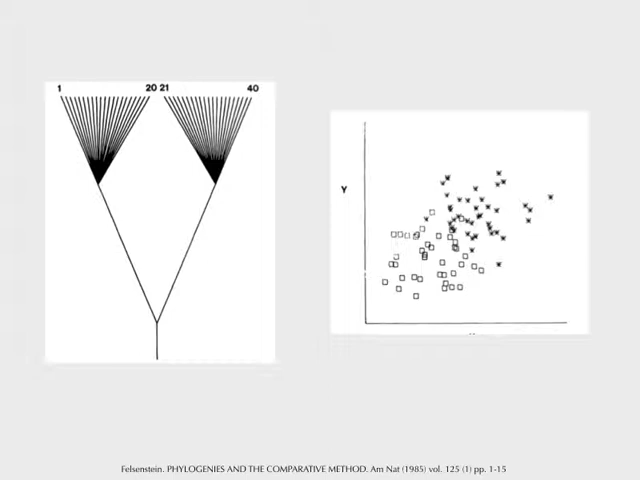 1 20 21 40
Y
Felsenstein. PHYLOGENIES AND THE COMPARATIVE METHOD. Am Nat (1985) vol. 125 (1) pp. 1-15